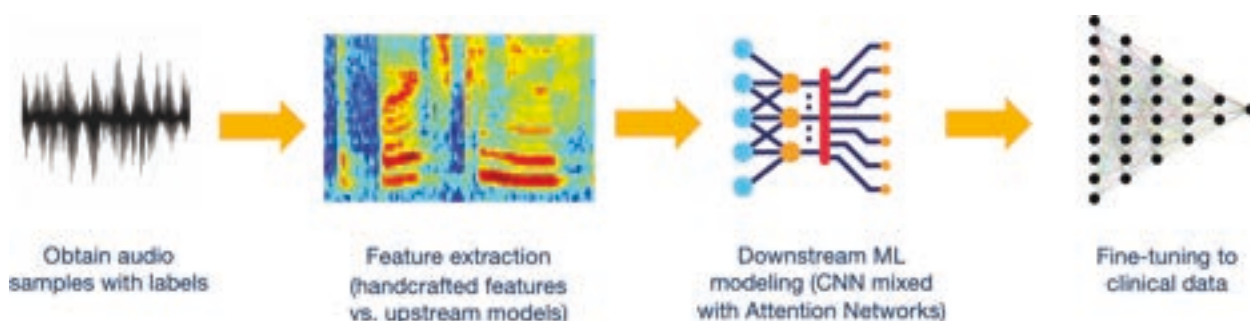 Obtain audio
samples with labels
Feature extraction
(handcrafted features
vs. upstream models)
Downstream ML
modeling (CNN mixed
with Attention Networks)
Fine-tuning to
clinical data